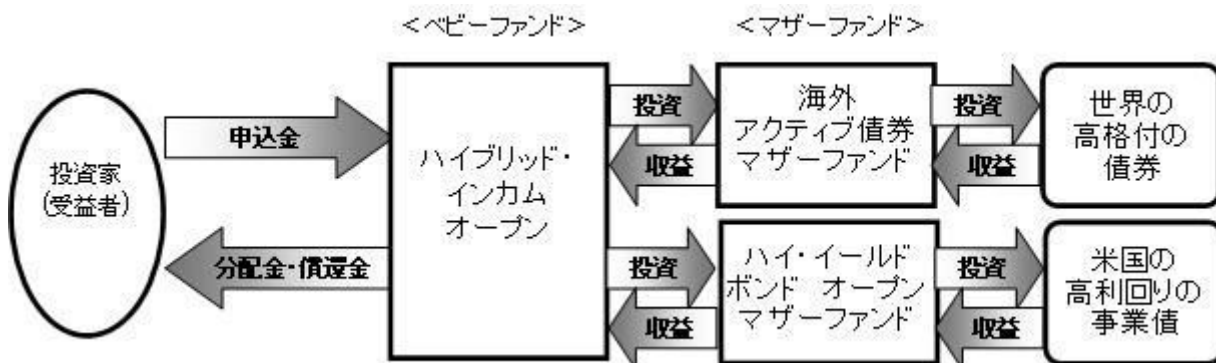 <ベビーファンド>
<マザーファンド>
投資家
(受益者)
申込金
分配金・償還金
ハイブリッド・
インカム
オープン
投資
収益
海外
アクティブ債券
マザーファンド
投資
収益
世界の
高格付の
債券
投資
収益
ハイ・イールド
ボンド オープン
マザーファンド
投資
収益
米国の
高利回りの
事業債